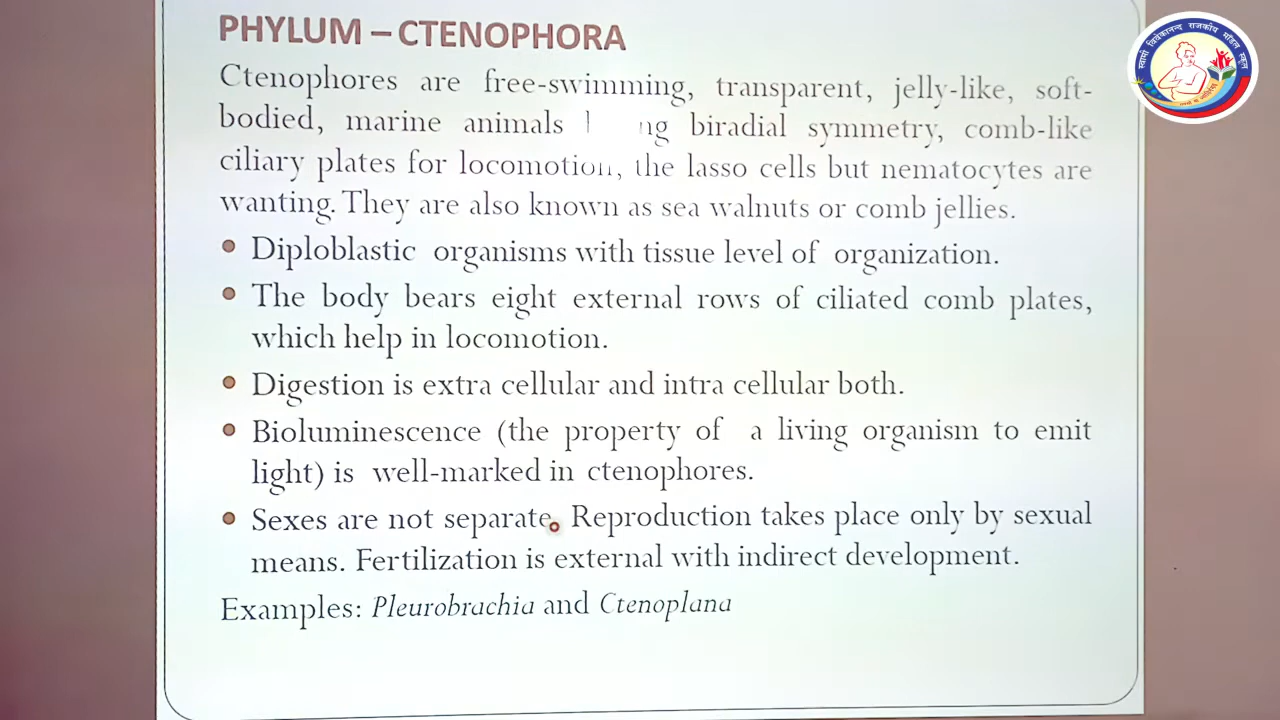 PHYLUM – CTENOPHORA
Ctenophores are free-swimming, transparent, jelly-like, soft-
bodied, marine animals biradial symmetry, comb-like
ciliary plates for locomotion, the lasso cells but nematocytes are
wanting. They are also known as sea walnuts or comb jellies.
• Diploblastic organisms with tissue level of organization.
• The body bears eight external rows of ciliated comb plates,
which help in locomotion.
• Digestion is extra cellular and intra cellular both.
• Bioluminescence (the property of a living organism to emit
light) is well-marked in ctenophores.
• Sexes are not separate. Reproduction takes place only by sexual
means. Fertilization is external with indirect development.
Examples: Pleurobrachia and Ctenoplana
स्वामी विवेकानन्द राजकीय मॉडल स्कूल